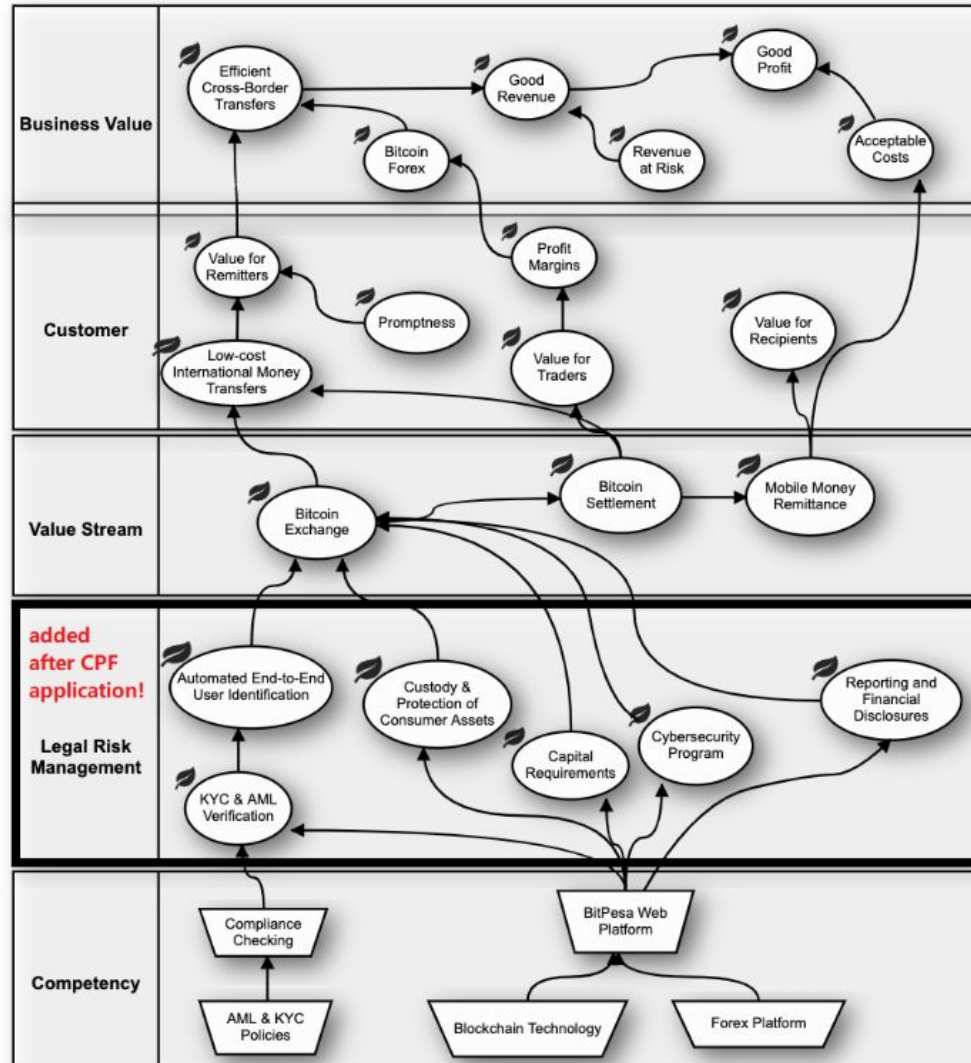 Business Value
Efficient
Cross-Border
Transfers
Good
Revenue
Good
Profit
Bitcoin
Forex
Revenue
at Risk
Acceptable
Costs
Customer
Value for
Remitters
Profit
Margins
Promptness
Value for
Recipients
Low-cost
International Money
Transfers
Value for
Traders
Value Stream
Bitcoin
Exchange
Bitcoin
Settlement
Mobile Money
Remittance
added
after CPF
application!
Legal Risk
Management
Automated End-to-End
User Identification
Custody &
Protection of
Consumer Assets
Reporting and
Financial
Disclosures
Capital
Requirements
Cybersecurity
Program
KYC & AML
Verification
Competency
Compliance
Checking
BitPesa Web
Platform
AML & KYC
Policies
Blockchain Technology
Forex Platform